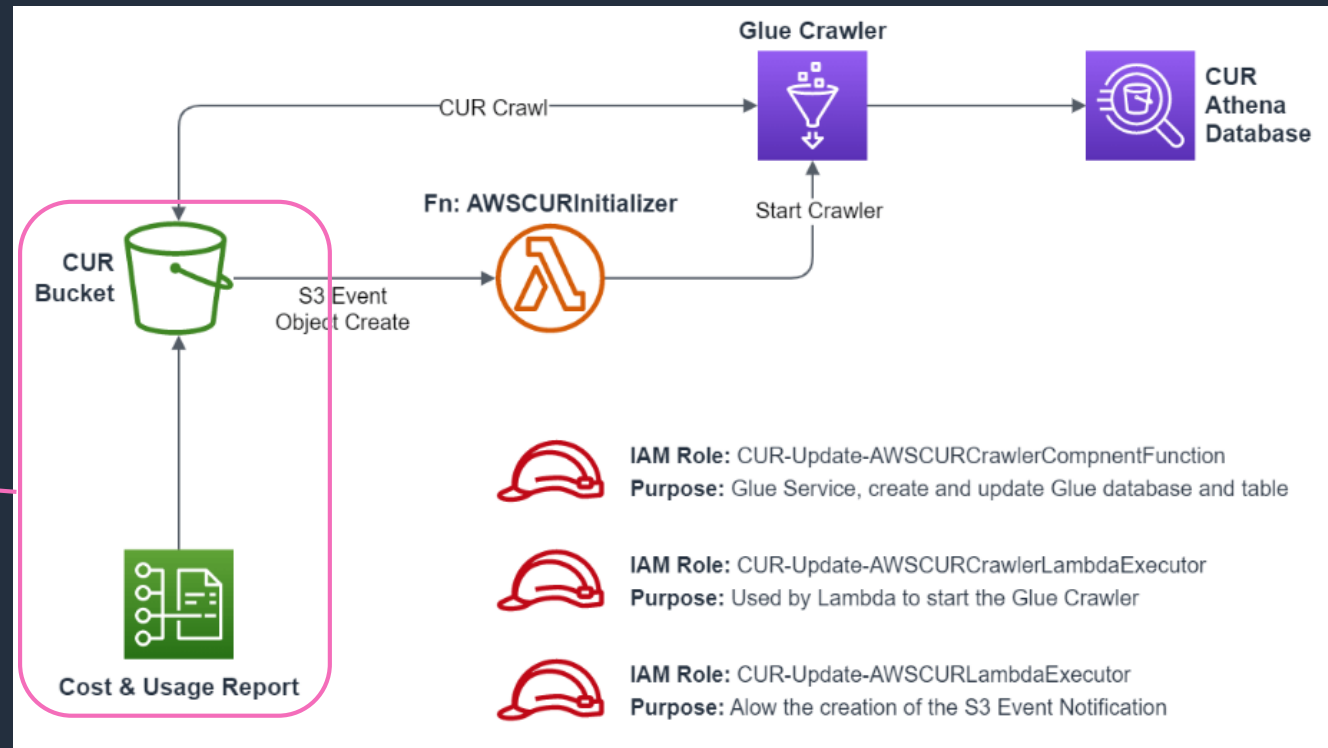 Glue Crawler
CUR
Athena
Database
CUR Crawl
Fn: AWSCURInitializer
Start Crawler
CUR
Bucket
S3 Event
Object Create
IAM Role: CUR-Update-AWSCURCrawlerCompnentFunction
Purpose: Glue Service, create and update Glue database and table
IAM Role: CUR-Update-AWSCURCrawlerLambdaExecutor
Purpose: Used by Lambda to start the Glue Crawler
IAM Role: CUR-Update-AWSCURLambdaExecutor
Purpose: Alow the creation of the S3 Event Notification
Cost & Usage Report